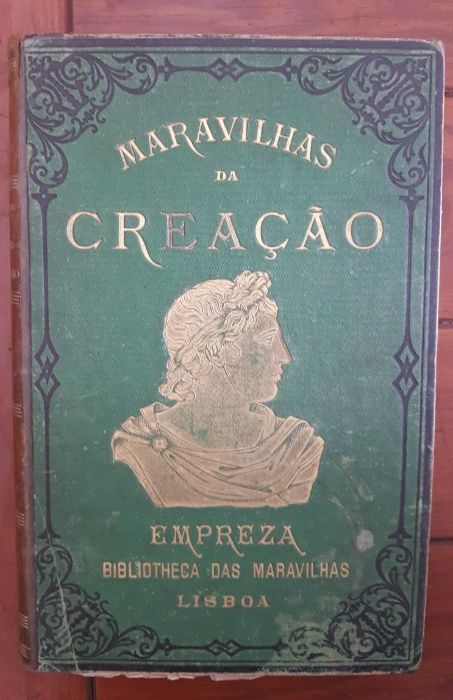 MARAVILHAS
DA
CREAÇÃO
EMPREZA
BIBLIOTHECA DAS MARAVILHAS
LISBOA